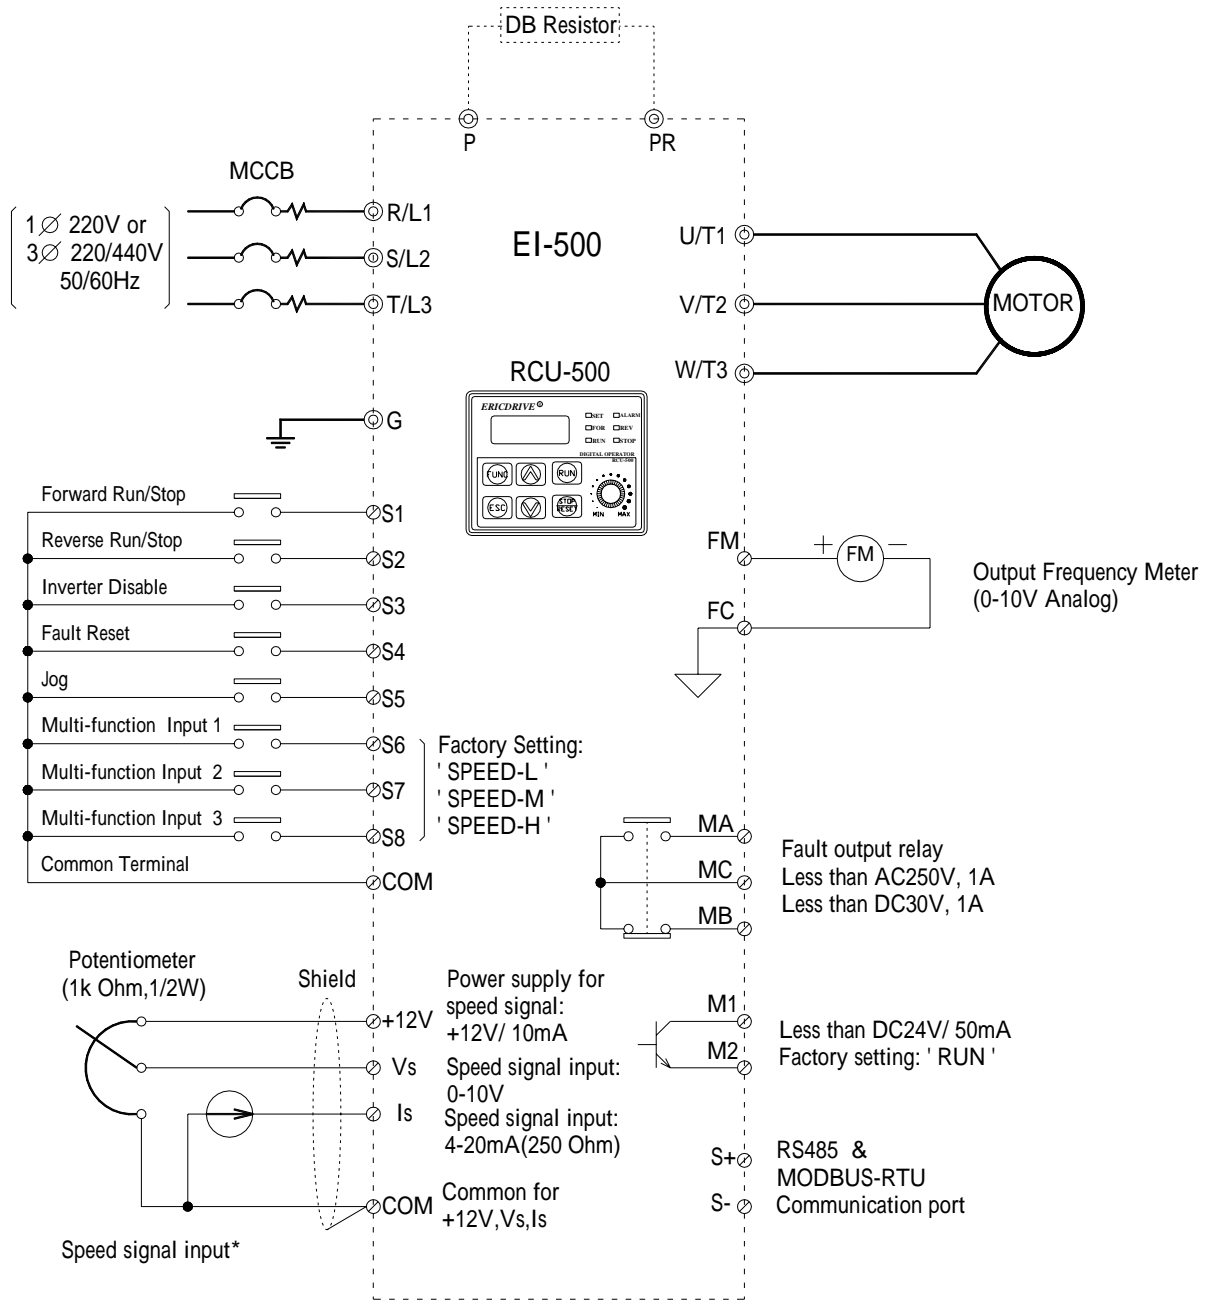 DB Resistor
P
PR
MCCB
1∅ 220V or
3∅ 220/440V
50/60Hz
R/L1
S/L2
T/L3
EI-500
U/T1
V/T2
W/T3
MOTOR
G
RCU-500
ERICDRIVE®
SET ALARM
FOR REV
RUN STOP
DIGITAL OPERATOR
RCU-500
FUNC
RUN
ESC
STOP
RESET
MIN MAX
Forward Run/Stop
S1
Reverse Run/Stop
S2
Inverter Disable
S3
Fault Reset
S4
Jog
S5
Multi-function Input 1
S6
Multi-function Input 2
S7
Multi-function Input 3
S8
Common Terminal
COM
Factory Setting:
' SPEED-L '
' SPEED-M '
' SPEED-H '
FM
+ FM −
FC
Output Frequency Meter
(0-10V Analog)
MA
MC
MB
Fault output relay
Less than AC250V, 1A
Less than DC30V, 1A
Potentiometer
(1k Ohm,1/2W)
Shield
+12V
Vs
Is
COM
Power supply for
speed signal:
+12V/ 10mA
Speed signal input:
0-10V
Speed signal input:
4-20mA(250 Ohm)
Common for
+12V,Vs,Is
Speed signal input*
M1
M2
Less than DC24V/ 50mA
Factory setting: ' RUN '
S+
S-
RS485 &
MODBUS-RTU
Communication port